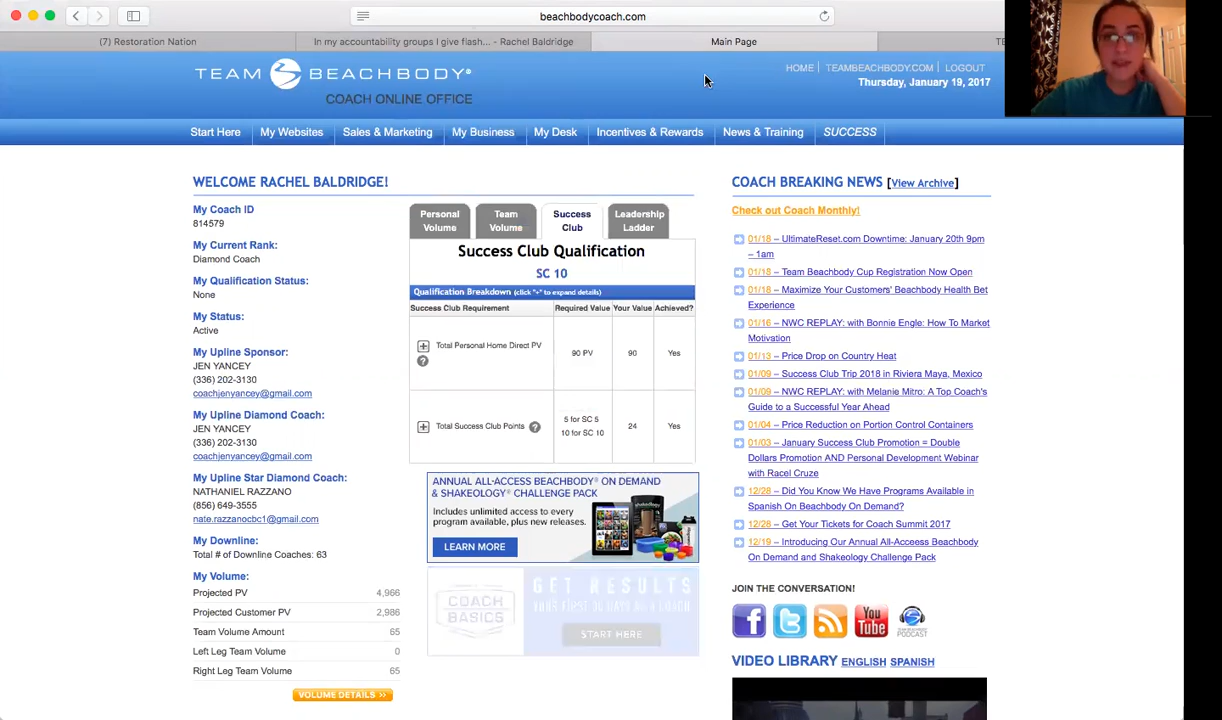 beachbodycoach.com
(7) Restoration Nation
In my accountability groups I give flash... - Rachel Baldridge
Main Page
TE
TEAM BEACHBODY®
COACH ONLINE OFFICE
HOME
TEAMBEACHBODY.COM
LOGOUT
Thursday, January 19, 2017
Start Here
My Websites
Sales & Marketing
My Business
My Desk
Incentives & Rewards
News & Training
SUCCESS
WELCOME RACHEL BALDRIDGE!
My Coach ID
814579
My Current Rank:
Diamond Coach
My Qualification Status:
None
My Status:
Active
My Upline Sponsor:
JEN YANCEY
(336) 202-3130
coachjenyancey@gmail.com
My Upline Diamond Coach:
JEN YANCEY
(336) 202-3130
coachjenyancey@gmail.com
My Upline Star Diamond Coach:
NATHANIEL RAZZANO
(856) 649-3555
nate.razzanocbc1@gmail.com
My Downline:
Total # of Downline Coaches: 63
My Volume:
Projected PV 4,966
Projected Customer PV 2,986
Team Volume Amount 65
Left Leg Team Volume 0
Right Leg Team Volume 65
VOLUME DETAILS >>
Personal
Volume
Team
Volume
Success
Club
Leadership
Ladder
Success Club Qualification
SC 10
Qualification Breakdown (click "+" to expand details)
Success Club Requirement Required Value Your Value Achieved?
Total Personal Home Direct PV 90 PV 90 Yes
Total Success Club Points 5 for SC 5 24 Yes
10 for SC 10
ANNUAL ALL-ACCESS BEACHBODY® ON DEMAND
& SHAKEOLOGY® CHALLENGE PACK
Includes unlimited access to every
program available, plus new releases.
LEARN MORE
COACH
BASICS
GET RESULTS
YOUR FIRST 30 DAYS AS A COACH
START HERE
COACH BREAKING NEWS [View Archive]
Check out Coach Monthly!
01/18 – UltimateReset.com Downtime: January 20th 9pm
– 1am
01/18 – Team Beachbody Cup Registration Now Open
01/18 – Maximize Your Customers' Beachbody Health Bet
Experience
01/16 – NWC REPLAY: with Bonnie Engle: How To Market
Motivation
01/13 – Price Drop on Country Heat
01/09 – Success Club Trip 2018 in Riviera Maya, Mexico
01/09 – NWC REPLAY: with Melanie Mitro: A Top Coach's
Guide to a Successful Year Ahead
01/04 – Price Reduction on Portion Control Containers
01/03 – January Success Club Promotion = Double
Dollars Promotion AND Personal Development Webinar
with Racel Cruze
12/28 – Did You Know We Have Programs Available in
Spanish On Beachbody On Demand?
12/28 – Get Your Tickets for Coach Summit 2017
12/19 – Introducing Our Annual All-Acceess Beachbody
On Demand and Shakeology Challenge Pack
JOIN THE CONVERSATION!
You
Tube
PODCAST
VIDEO LIBRARY ENGLISH SPANISH